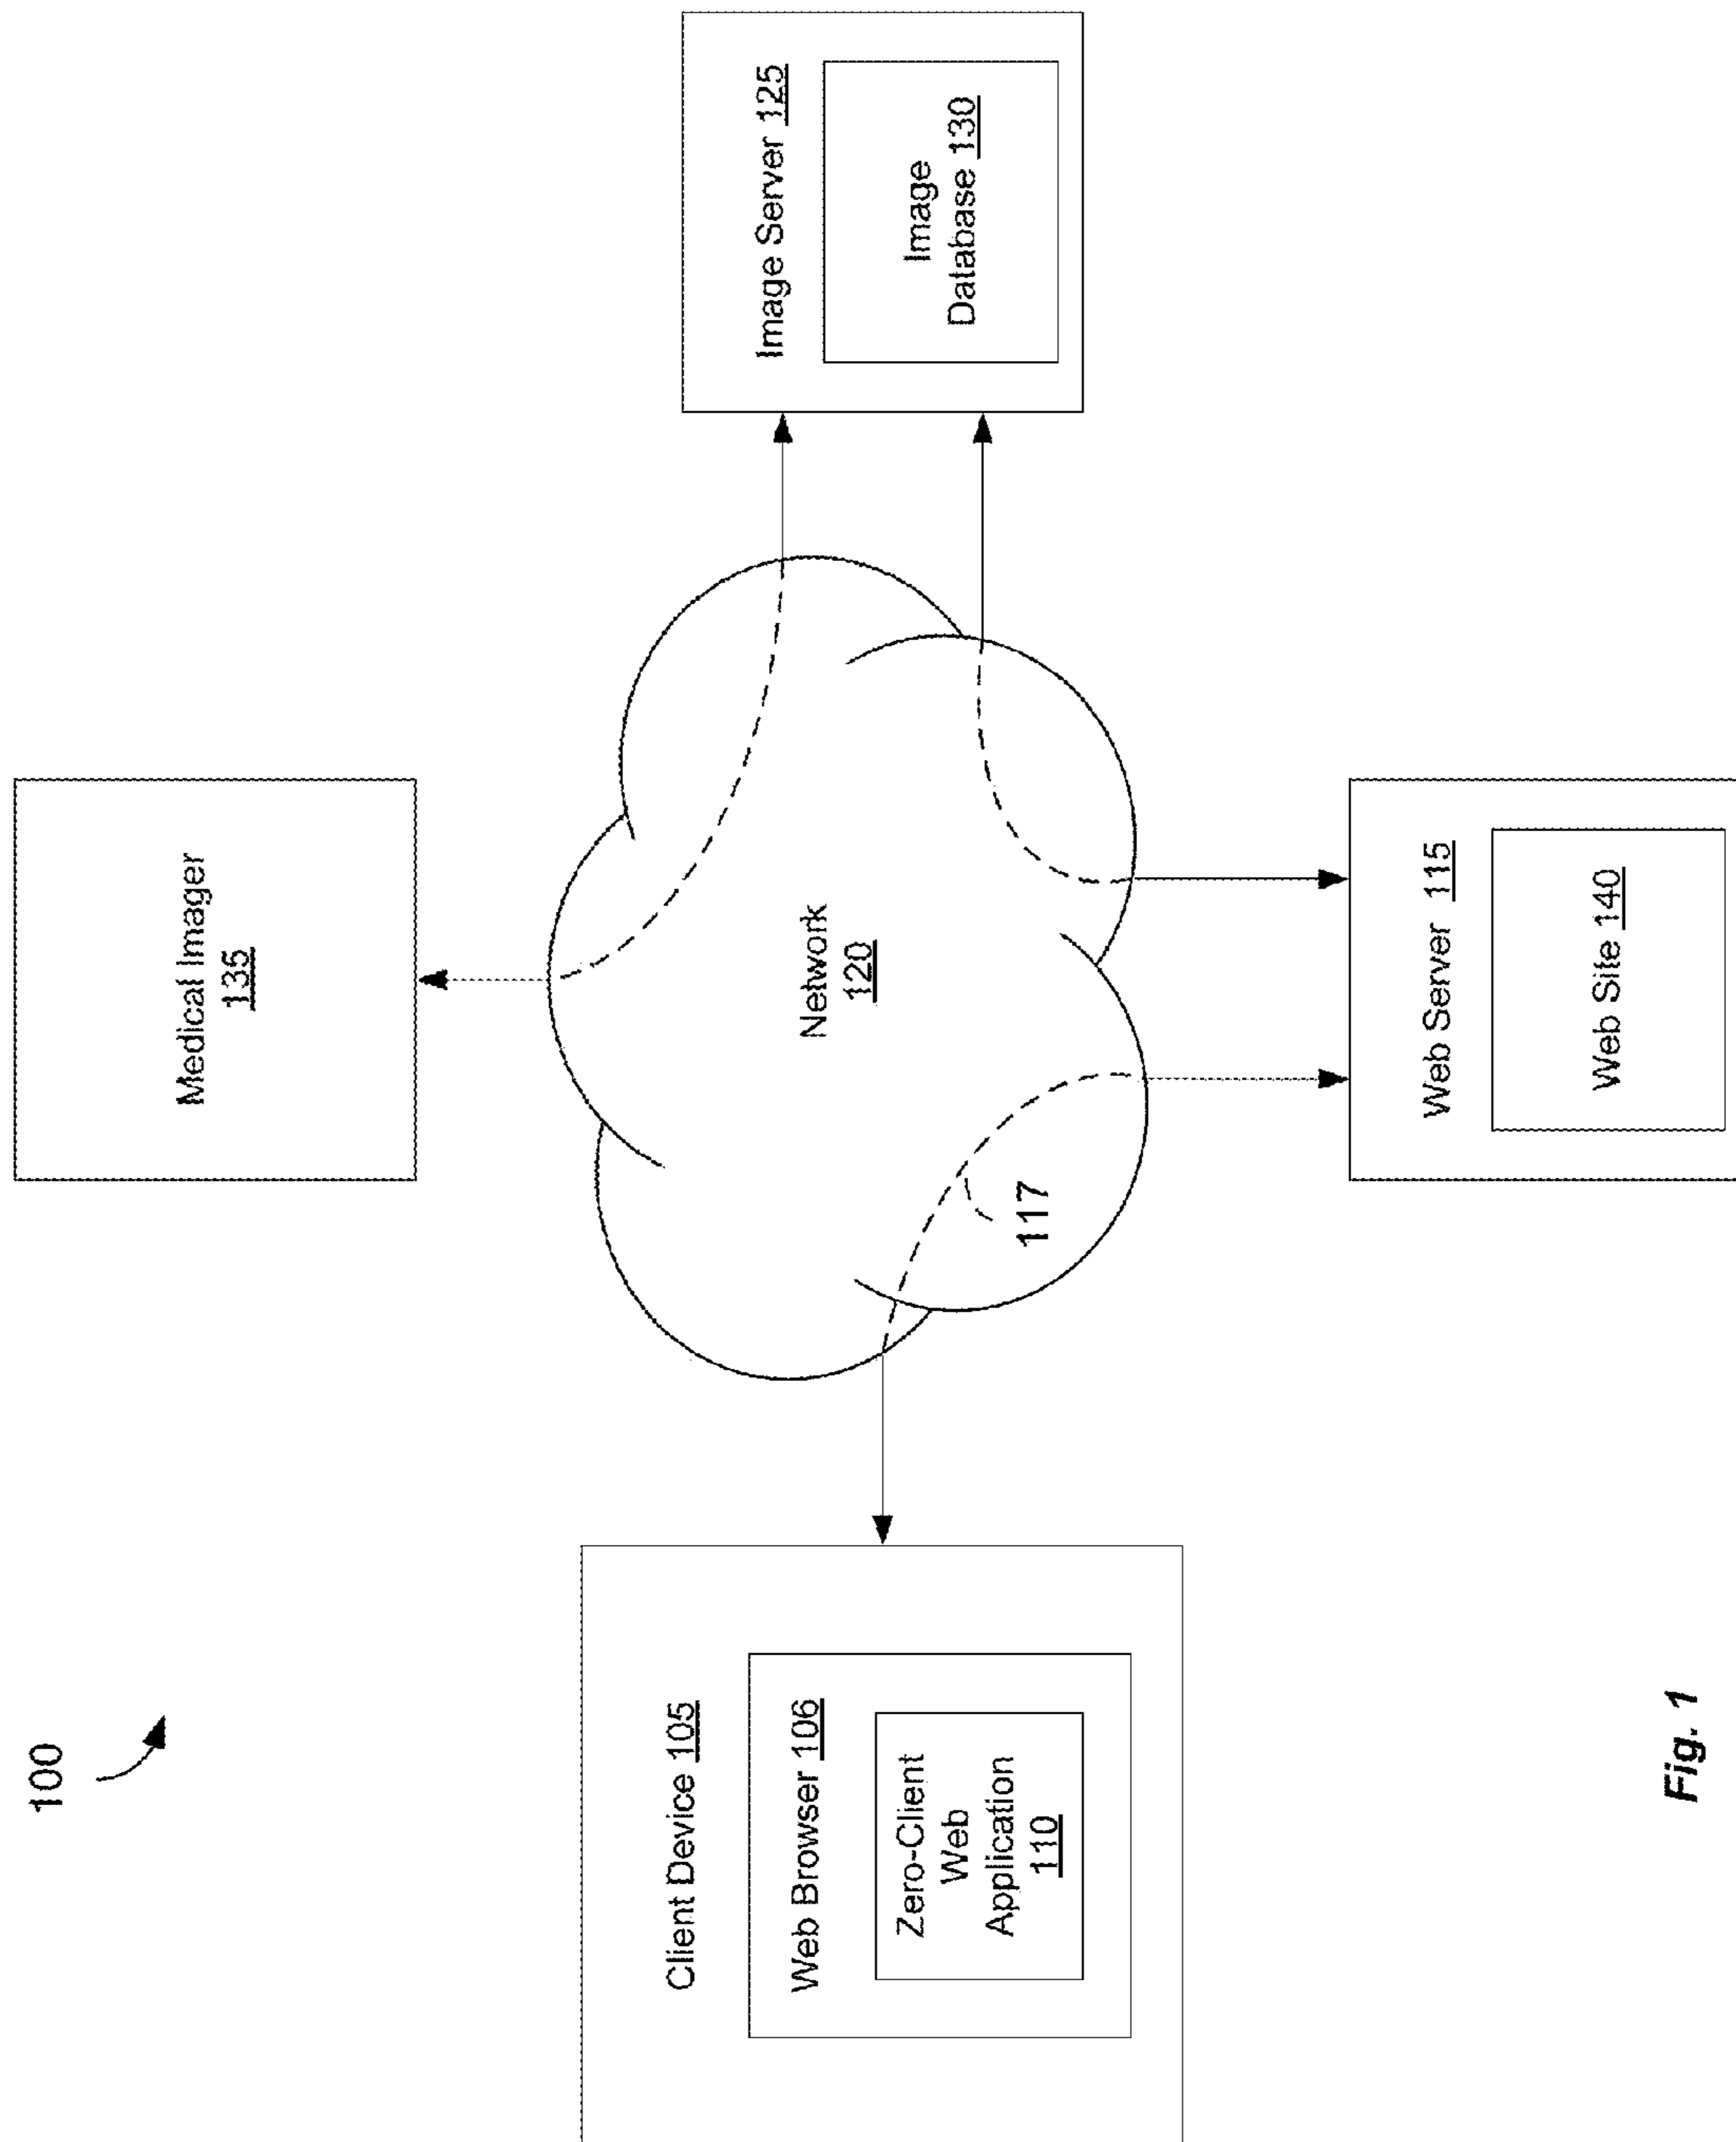 100
Medical Imager
135
Client Device 105
Web Browser 106
Zero-Client
Web
Application
110
Network
120
117
Image Server 125
Image
Database 130
Web Server 115
Web Site 140
Fig. 1